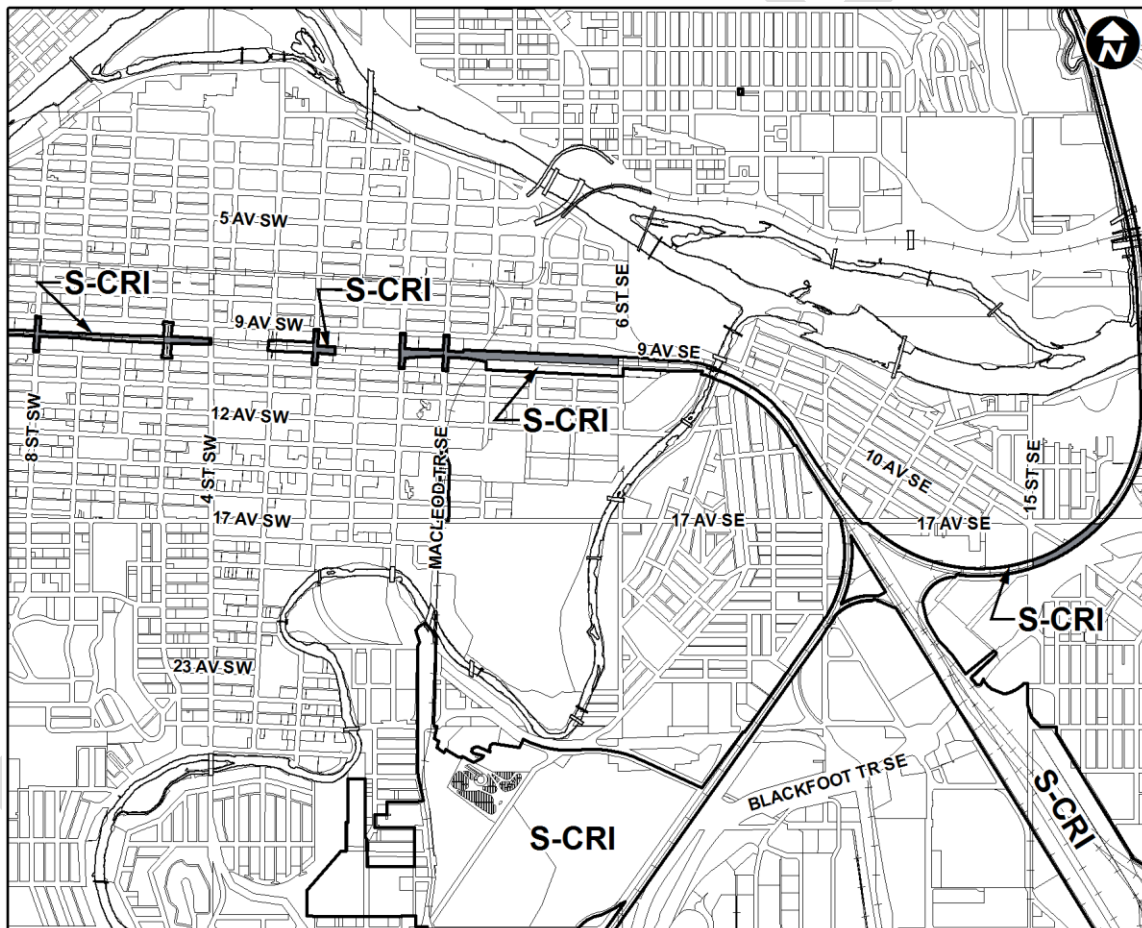 N
5 AV SW
S-CRI
S-CRI
6 ST SE
9 AV SW
9 AV SE
S-CRI
8 ST SW
12 AV SW
4 ST SW
MACLEOD TR SE
10 AV SE
15 ST SE
17 AV SW
17 AV SE
17 AV SE
S-CRI
23 AV SW
BLACKFOOT TR SE
S-CRI
S-CRI